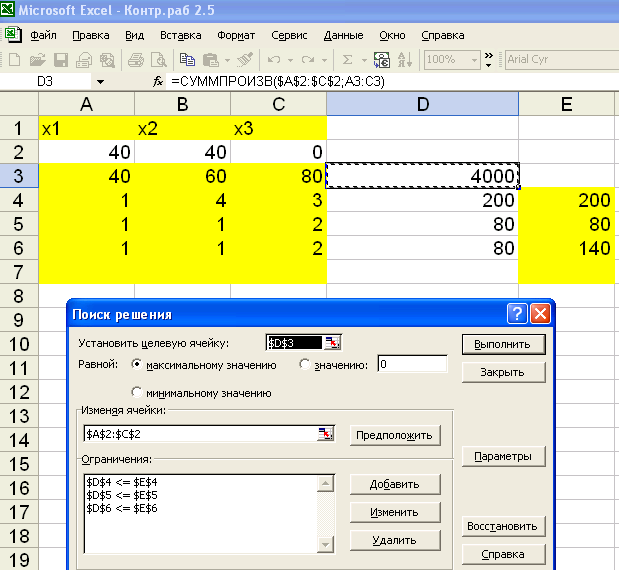 Microsoft Excel - Контр.раб 2.5
Файл Правка Вид Вставка Формат Сервис Данные Окно Справка
100% » Arial Cyr
D3 fx =СУММПРОИЗВ($A$2:$C$2;A3:C3)
A B C D E
1 x1 x2 x3
2 40 40 0
3 40 60 80 4000
4 1 4 3 200 200
5 1 1 2 80 80
6 1 1 2 80 140
7
8
9
10
11
12
13
14
15
16
17
18
19
Поиск решения
Установить целевую ячейку: $D$3 Выполнить
Равной: максимальному значению значению: 0 Закрыть
минимальному значению
Изменяя ячейки:
$A$2:$C$2 Предположить
Ограничения: Параметры
$D$4 <= $E$4 Добавить
$D$5 <= $E$5
$D$6 <= $E$6 Изменить
Восстановить
Удалить
Справка